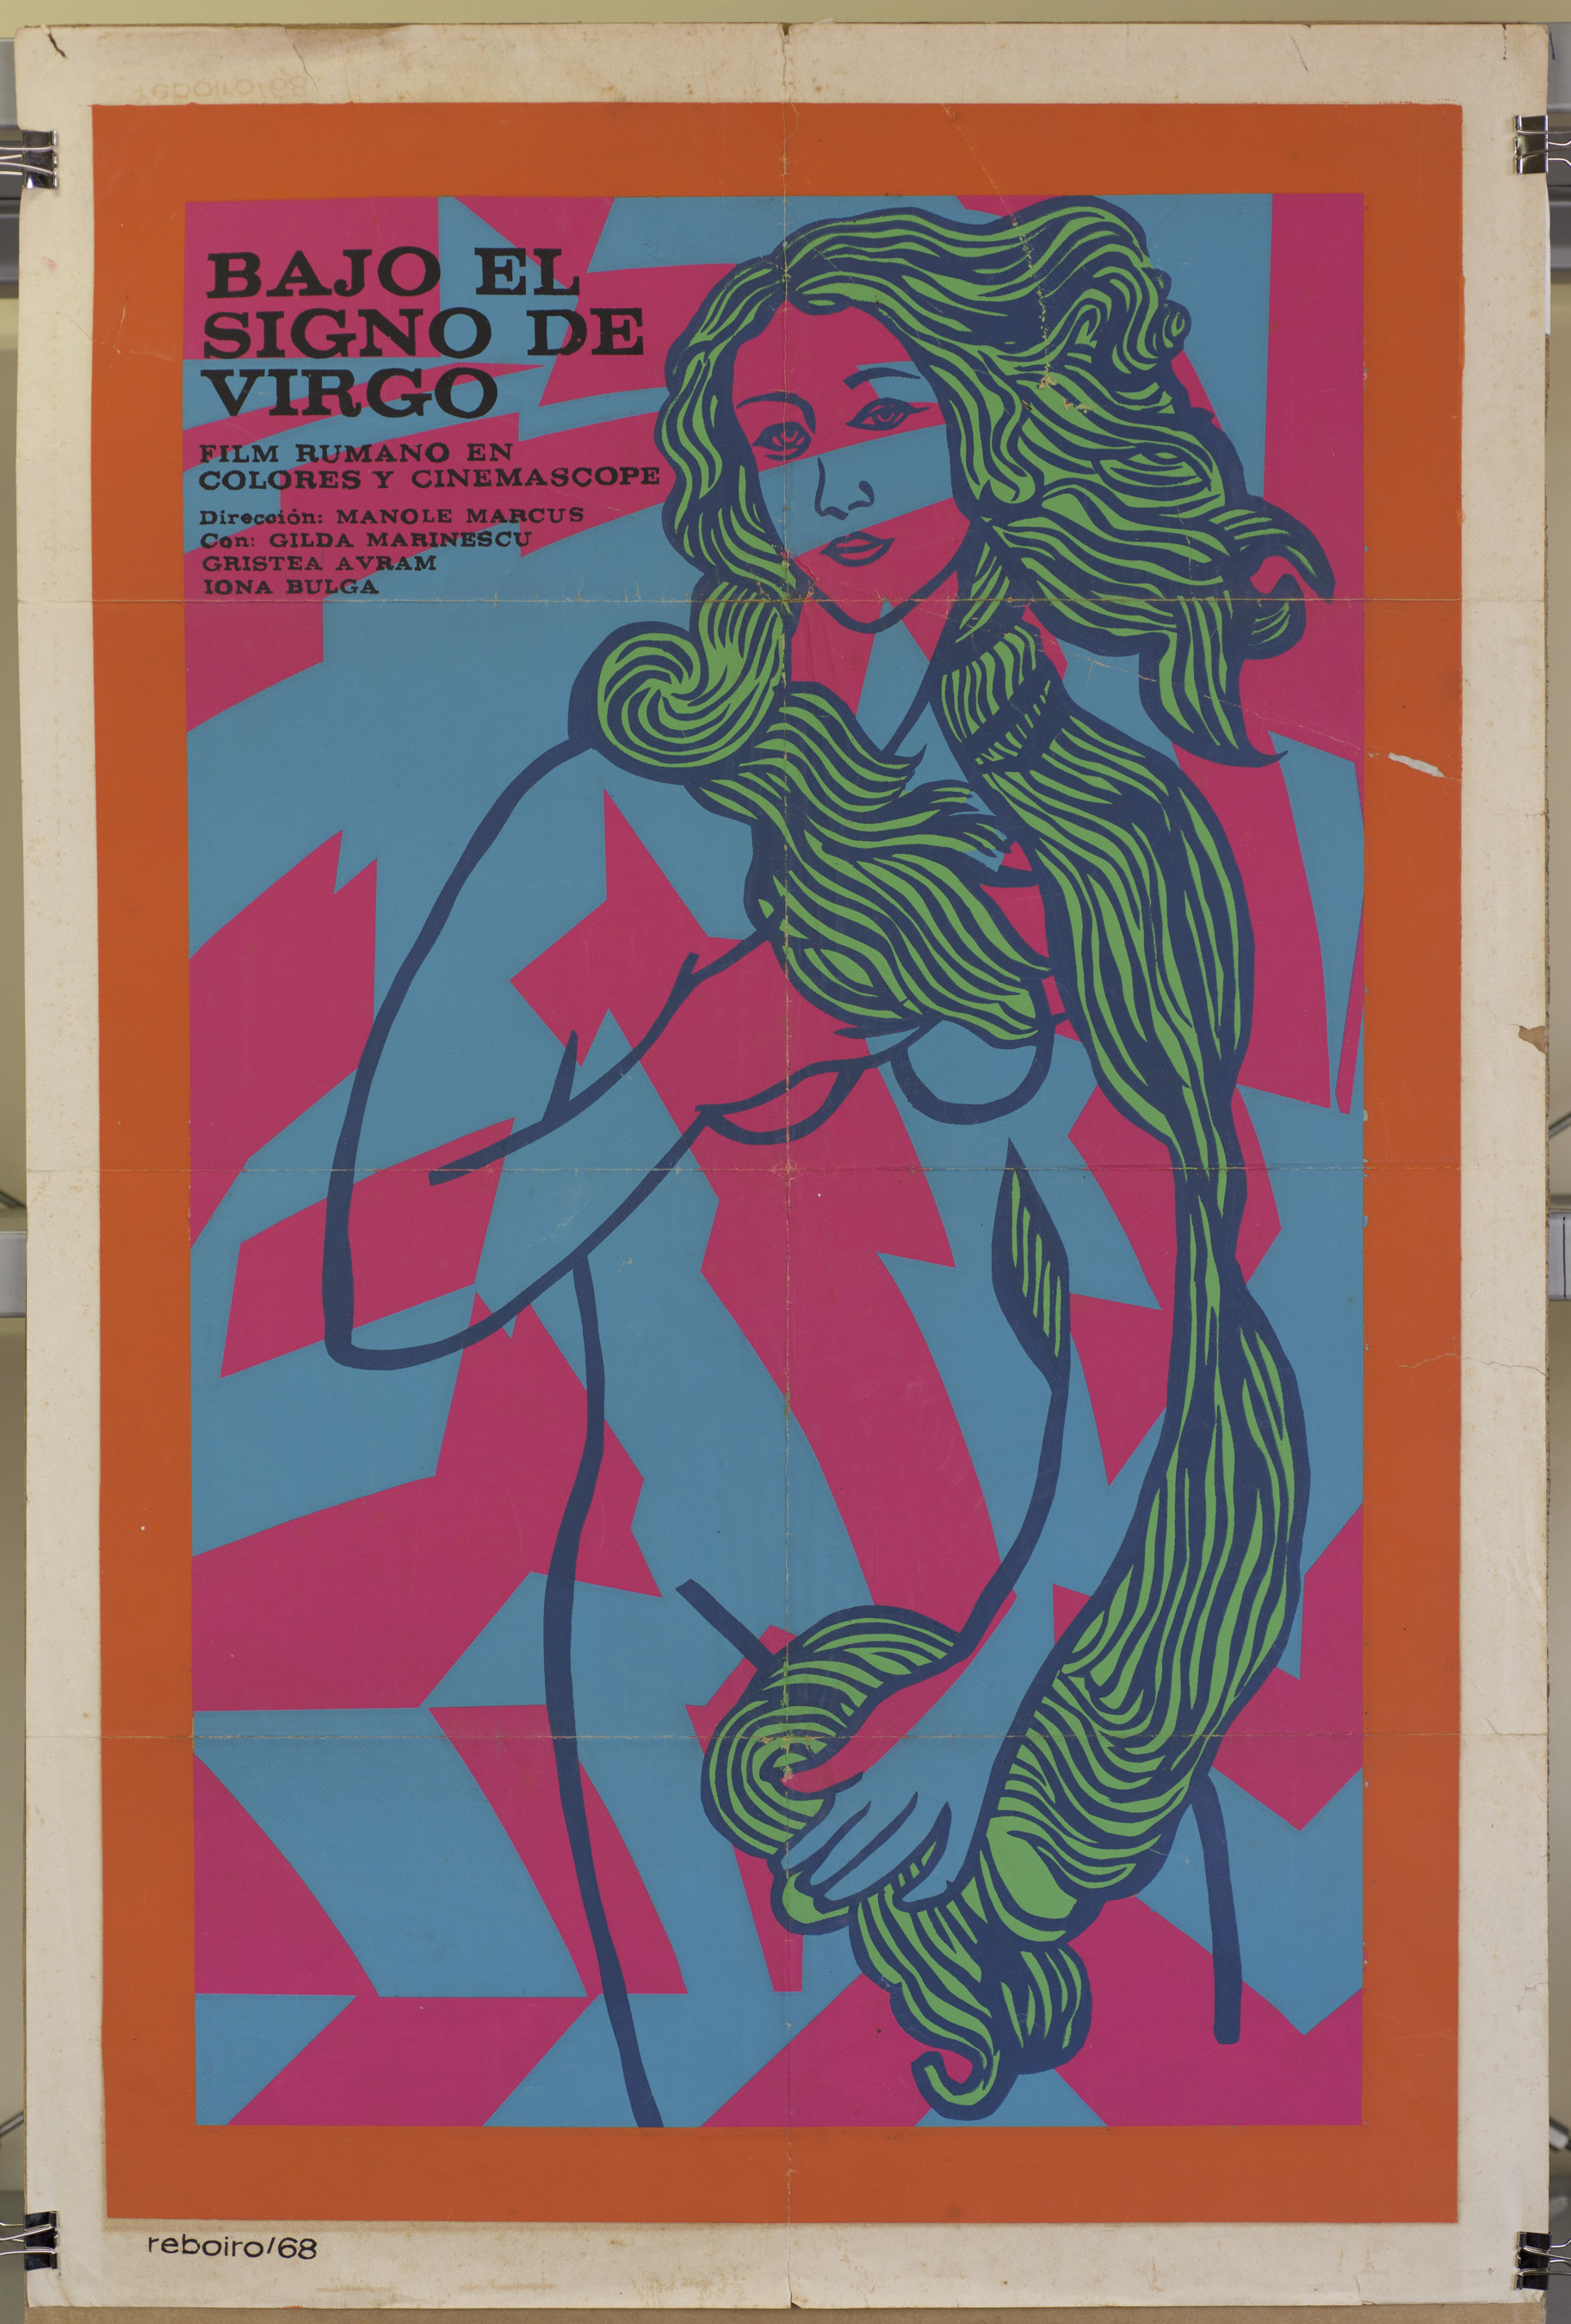 BAJO EL
SIGNO DE
VIRGO
FILM RUMANO EN
COLORES Y CINEMASCOPE
Dirección: MANOLE MARCUS
Con: GILDA MARINESCU
GRISTEA AVRAM
IONA BULGA
reboiro/68